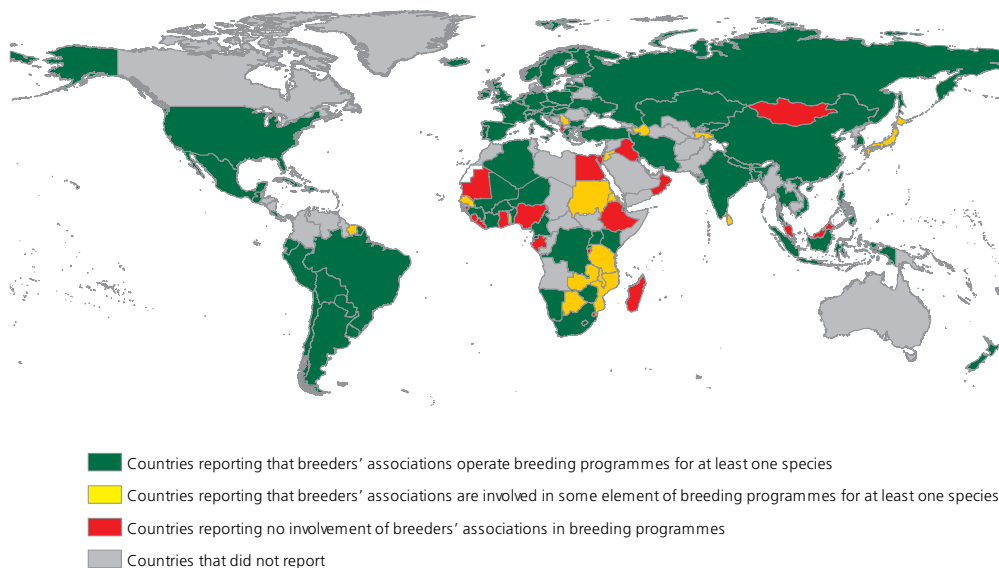 Countries reporting that breeders’ associations operate breeding programmes for at least one species
Countries reporting that breeders’ associations are involved in some element of breeding programmes for at least one species
Countries reporting no involvement of breeders’ associations in breeding programmes
Countries that did not report